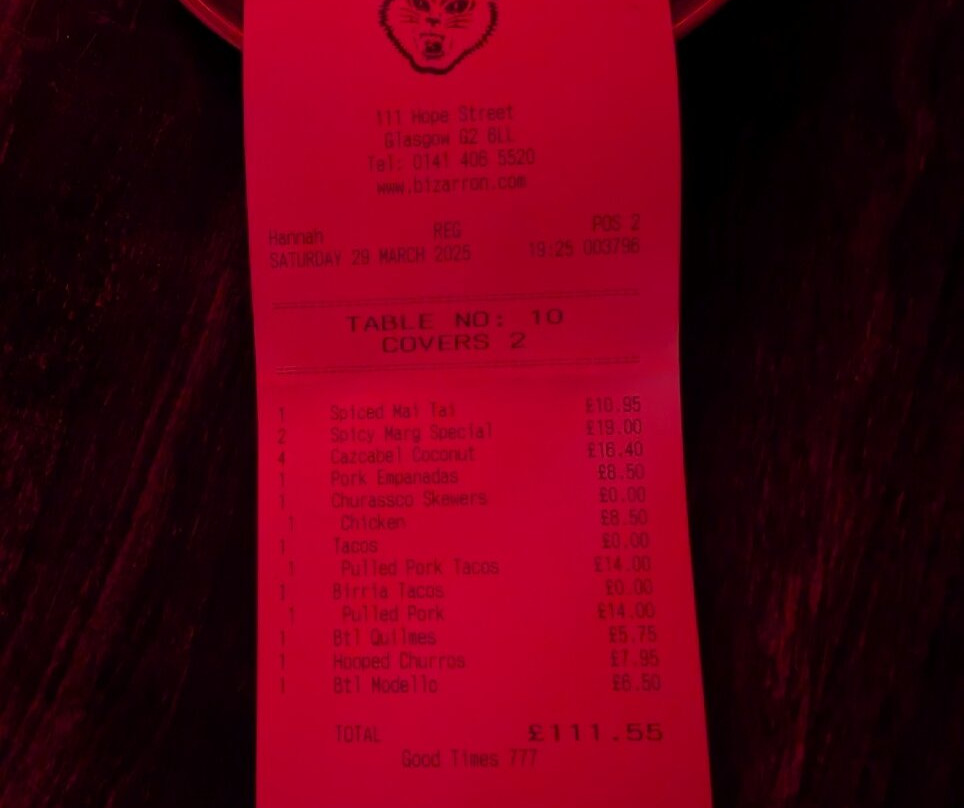 111 Hope Street
Glasgow G2 6LL
Tel: 0141 406 5520
www.bizarron.com
Hannah REG POS 2
SATURDAY 29 MARCH 2025 19:25 003796
TABLE NO: 10
COVERS 2
1 Spiced Mai Tai £10.95
2 Spicy Marg Special £19.00
4 Cazcabel Coconut £16.40
1 Pork Empanadas £8.50
1 Churassco Skewers £0.00
1 Chicken £8.50
1 Tacos £0.00
1 Pulled Pork Tacos £14.00
1 Birria Tacos £0.00
1 Pulled Pork £14.00
1 Btl Quilmes £5.75
1 Hooped Churros £7.95
1 Btl Modello £6.50
TOTAL £111.55
Good Times 777